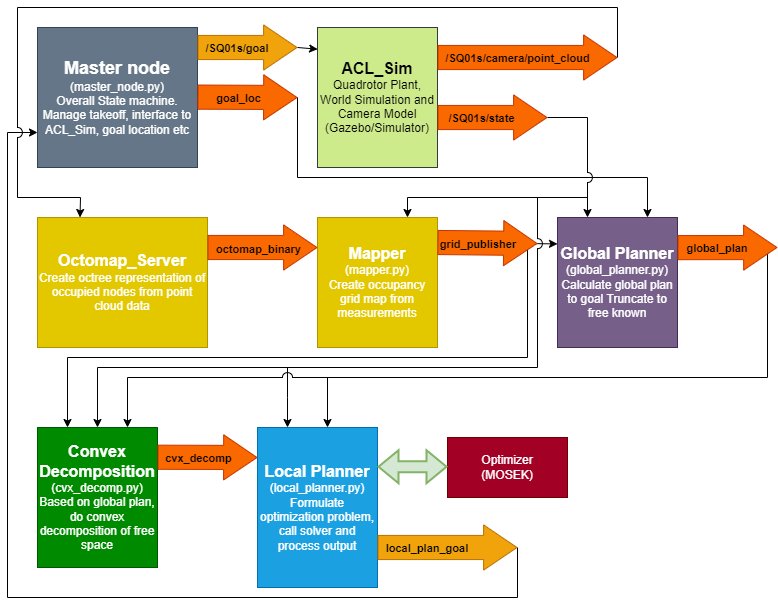 Master node
(master_node.py)
Overall State machine.
Manage takeoff, interface to
ACL_Sim, goal location etc
/SQ01s/goal
goal_loc
ACL_Sim
Quadrotor Plant,
World Simulation and
Camera Model
(Gazebo/Simulator)
/SQ01s/camera/point_cloud
/SQ01s/state
Octomap_Server
Create octree representation of
occupied nodes from point
cloud data
octomap_binary
Mapper
(mapper.py)
Create occupancy
grid map from
measurements
grid_publisher
Global Planner
(global_planner.py)
Calculate global plan
to goal Truncate to
free known
global_plan
Convex
Decomposition
(cvx_decomp.py)
Based on global plan,
do convex
decomposition of free
space
cvx_decomp
Local Planner
(local_planner.py)
Formulate
optimization problem,
call solver and
process output
Optimizer
(MOSEK)
local_plan_goal